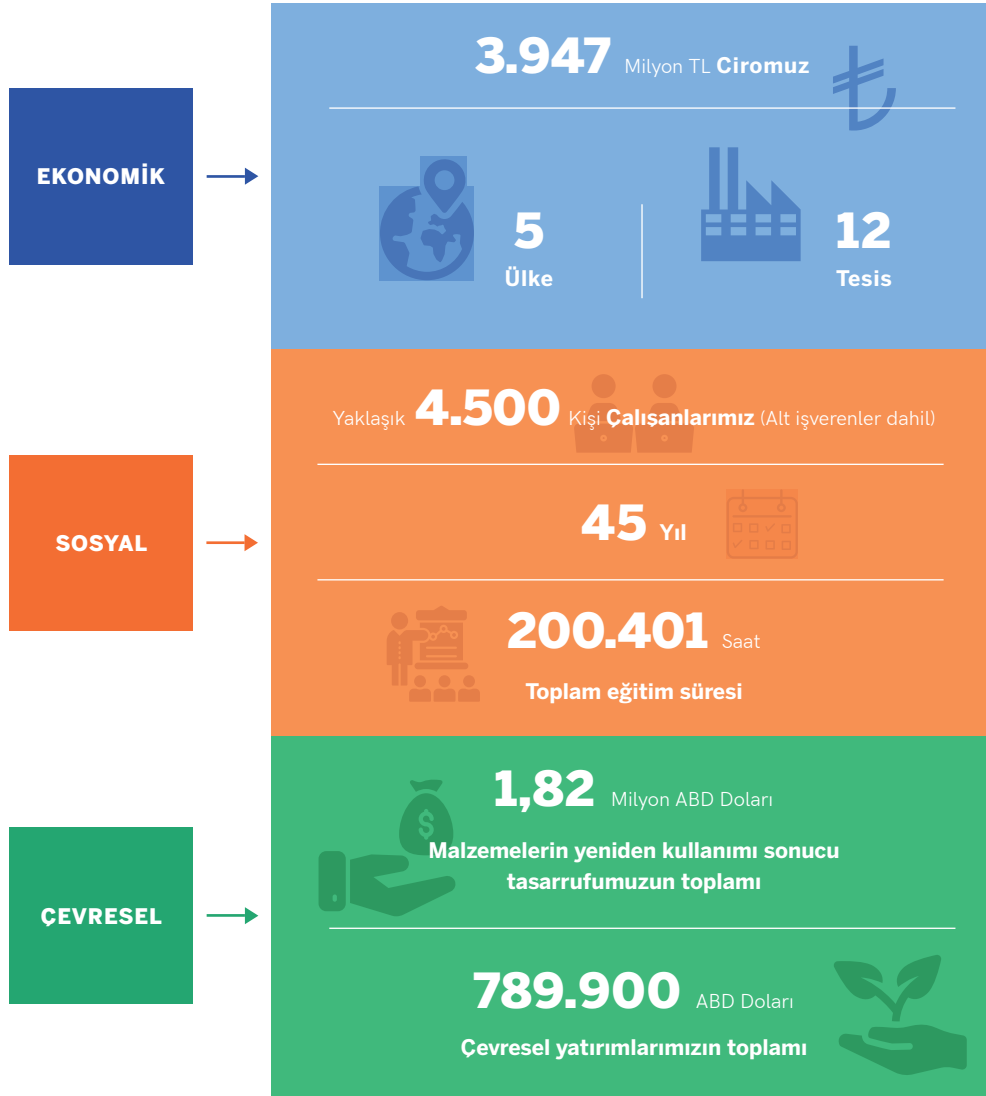 EKONOMİK
3.947 Milyon TL Ciromuz
5
Ülke
12
Tesis
SOSYAL
Yaklaşık 4.500 Kişi Çalışanlarımız (Alt işverenler dahil)
45 Yıl
200.401 Saat
Toplam eğitim süresi
ÇEVRESEL
1,82 Milyon ABD Doları
Malzemelerin yeniden kullanımı sonucu
tasarrufumuzun toplamı
789.900 ABD Doları
Çevresel yatırımlarımızın toplamı